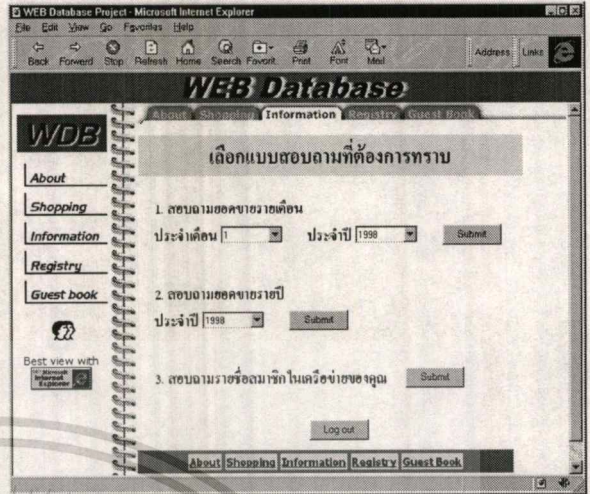 WEB Database Project - Microsoft Internet Explorer
File Edit View Go Favorites Help
Back Forward Stop Refresh Home Search Favorit. Print Font Mail Address Links
WEB Database
About Shopping Information Registry Guest Book
WDB
เลือกแบบสอบถามที่ต้องการทราบ
About
Shopping
Information
Registry
Guest book
Best view with
Microsoft
Internet
Explorer
1. สอบถามยอดขายรายเดือน
ประจำเดือน 1 ประจำปี 1998 Submit
2. สอบถามยอดขายรายปี
ประจำปี 1998 Submit
3. สอบถามรายชื่อสมาชิกในเครือข่ายของคุณ Submit
Log out
About Shopping Information Registry Guest Book